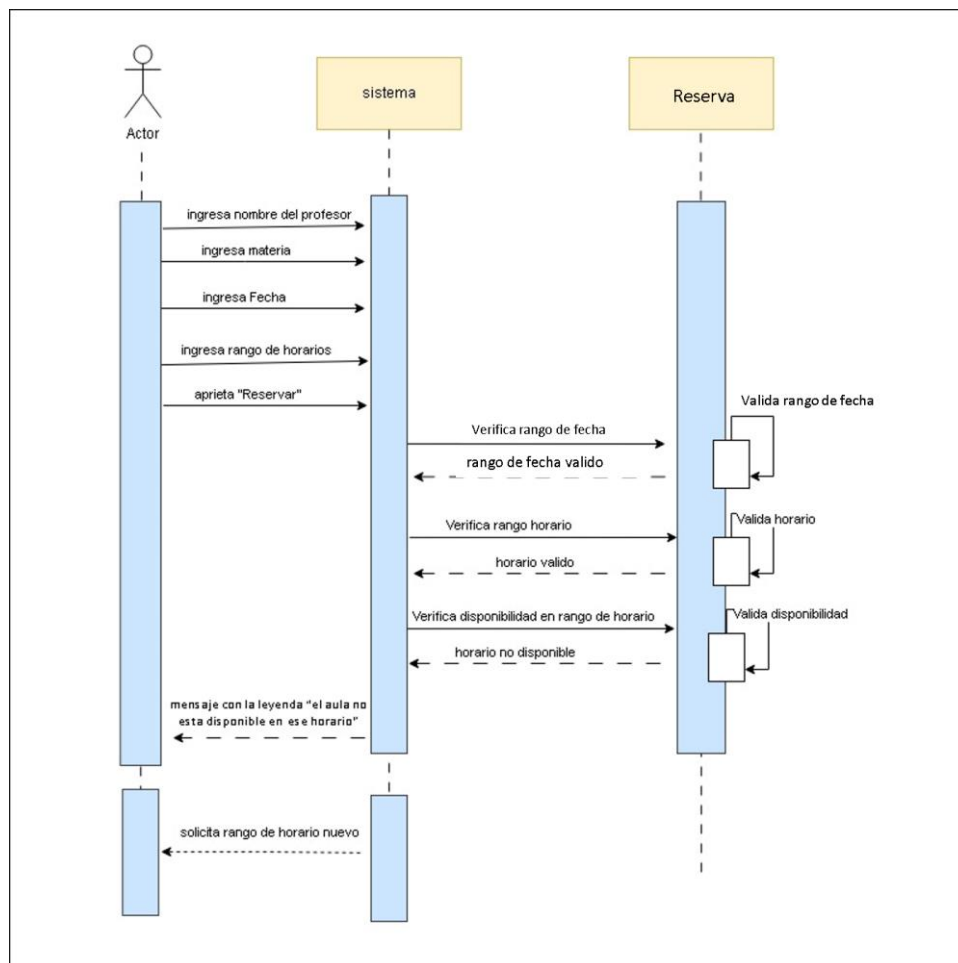 sistema
Reserva
Actor
ingresa nombre del profesor
ingresa materia
ingresa Fecha
ingresa rango de horarios
aprieta "Reservar"
Valida rango de fecha
Verifica rango de fecha
rango de fecha valido
Valida horario
Verifica rango horario
horario valido
Valida disponibilidad
Verifica disponibilidad en rango de horario
horario no disponible
mensaje con la leyenda “el aula no
esta disponible en ese horario”
solicita rango de horario nuevo